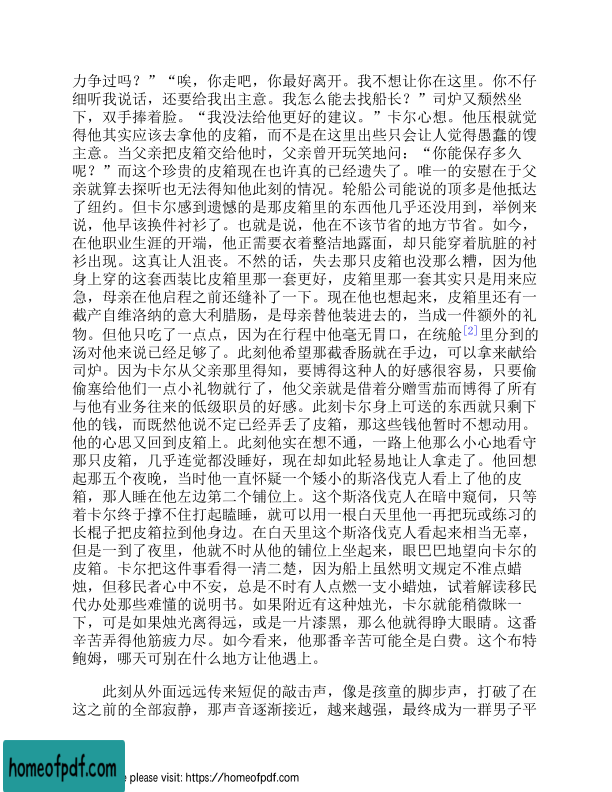 力争过吗？”“唉，你走吧，你最好离开。我不想让你在这里。你不仔
细听我说话，还要给我出主意。我怎么能去找船长？”司炉又颓然坐
下，双手捧着脸。“我没法给他更好的建议。”卡尔心想。他压根就觉
得他其实应该去拿他的皮箱，而不是在这里出些只会让人觉得愚蠢的馊
主意。当父亲把皮箱交给他时，父亲曾开玩笑地问：“你能保存多久
呢？”而这个珍贵的皮箱现在也许真的已经遗失了。唯一的安慰在于父
亲就算去探听也无法得知他此刻的情况。轮船公司能说的顶多是他抵达
了纽约。但卡尔感到遗憾的是那皮箱里的东西他几乎还没用到，举例来
说，他早该换件衬衫了。也就是说，他在不该节省的地方节省。如今，
在他职业生涯的开端，他正需要衣着整洁地露面，却只能穿着肮脏的衬
衫出现。这真让人沮丧。不然的话，失去那只皮箱也没那么糟，因为他
身上穿的这套西装比皮箱里那一套更好，皮箱里那一套其实只是用来应
急，母亲在他启程之前还缝补了一下。现在他也想起来，皮箱里还有一
截产自维洛纳的意大利腊肠，是母亲替他装进去的，当成一件额外的礼
物。但他只吃了一点点，因为在行程中他毫无胃口，在统舱[2]里分到的
汤对他来说已经足够了。此刻他希望那截香肠就在手边，可以拿来献给
司炉。因为卡尔从父亲那里得知，要博得这种人的好感很容易，只要偷
偷塞给他们一点小礼物就行了，他父亲就是借着分赠雪茄而博得了所有
与他有业务往来的低级职员的好感。此刻卡尔身上可送的东西就只剩下
他的钱，而既然他说不定已经弄丢了皮箱，那这些钱他暂时不想动用。
他的心思又回到皮箱上。此刻他实在想不通，一路上他那么小心地看守
那只皮箱，几乎连觉都没睡好，现在却如此轻易地让人拿走了。他回想
起那五个夜晚，当时他一直怀疑一个矮小的斯洛伐克人看上了他的皮
箱，那人睡在他左边第二个铺位上。这个斯洛伐克人在暗中窥伺，只等
着卡尔终于撑不住打起瞌睡，就可以用一根白天里他一再把玩或练习的
长棍子把皮箱拉到他身边。在白天里这个斯洛伐克人看起来相当无辜，
但是一到了夜里，他就不时从他的铺位上坐起来，眼巴巴地望向卡尔的
皮箱。卡尔把这件事看得一清二楚，因为船上虽然明文规定不准点蜡
烛，但移民者心中不安，总是不时有人点燃一支小蜡烛，试着解读移民
代办处那些难懂的说明书。如果附近有这种烛光，卡尔就能稍微眯一
下，可是如果烛光离得远，或是一片漆黑，那么他就得睁大眼睛。这番
辛苦弄得他筋疲力尽。如今看来，他那番辛苦可能全是白费。这个布特
鲍姆，哪天可别在什么地方让他遇上。
此刻从外面远远传来短促的敲击声，像是孩童的脚步声，打破了在
这之前的全部寂静，那声音逐渐接近，越来越强，最终成为一群男子平
homeofpdf.com
e please visit: https://homeofpdf.com